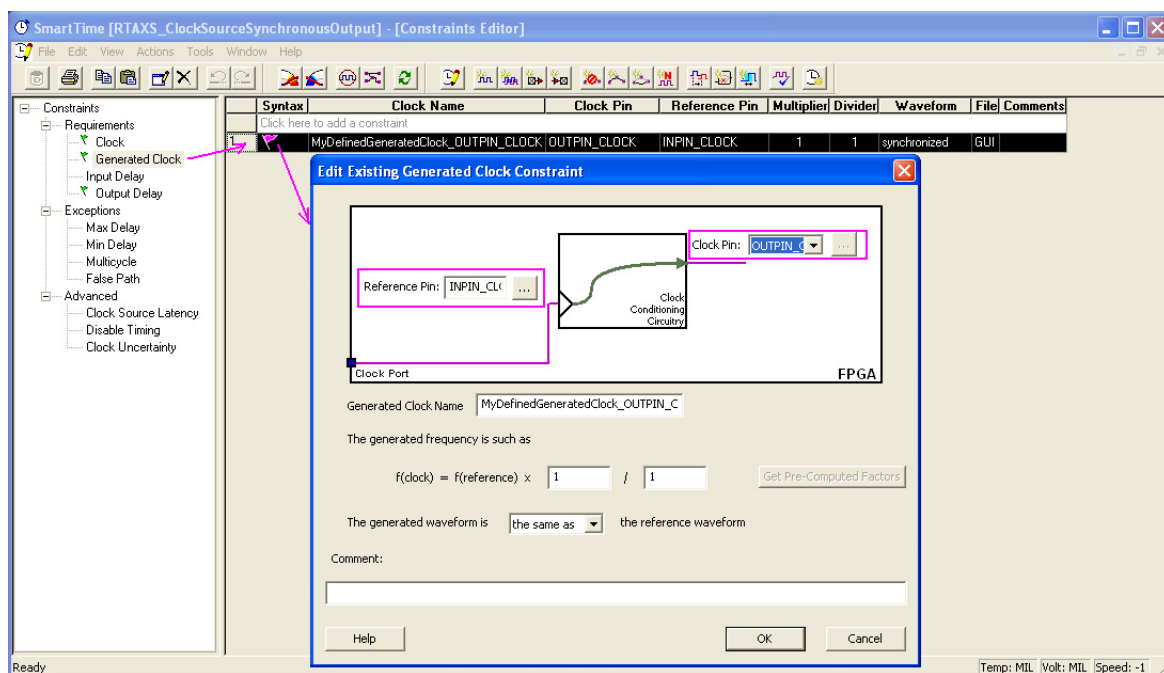 SmartTime [RTAXS_ClockSourceSynchronousOutput] - [Constraints Editor]
File Edit View Actions Tools Window Help
Constraints
Requirements
Clock
Generated Clock
Input Delay
Output Delay
Exceptions
Max Delay
Min Delay
Multicycle
False Path
Advanced
Clock Source Latency
Disable Timing
Clock Uncertainty
Syntax Clock Name Clock Pin Reference Pin Multiplier Divider Waveform File Comments
Click here to add a constraint
1 MyDefinedGeneratedClock_OUTPIN_CLOCK OUTPIN_CLOCK INPIN_CLOCK 1 1 synchronized GUI
Edit Existing Generated Clock Constraint
Clock Pin: OUTPIN_C ...
Reference Pin: INPIN_CL( ...
Clock
Conditioning
Circuitry
Clock Port
FPGA
Generated Clock Name MyDefinedGeneratedClock_OUTPIN_C
The generated frequency is such as
f(clock) = f(reference) x 1 / 1 Get Pre-Computed Factors
The generated waveform is the same as the reference waveform
Comment:
Help OK Cancel
Ready Temp: MIL Volt: MIL Speed: -1